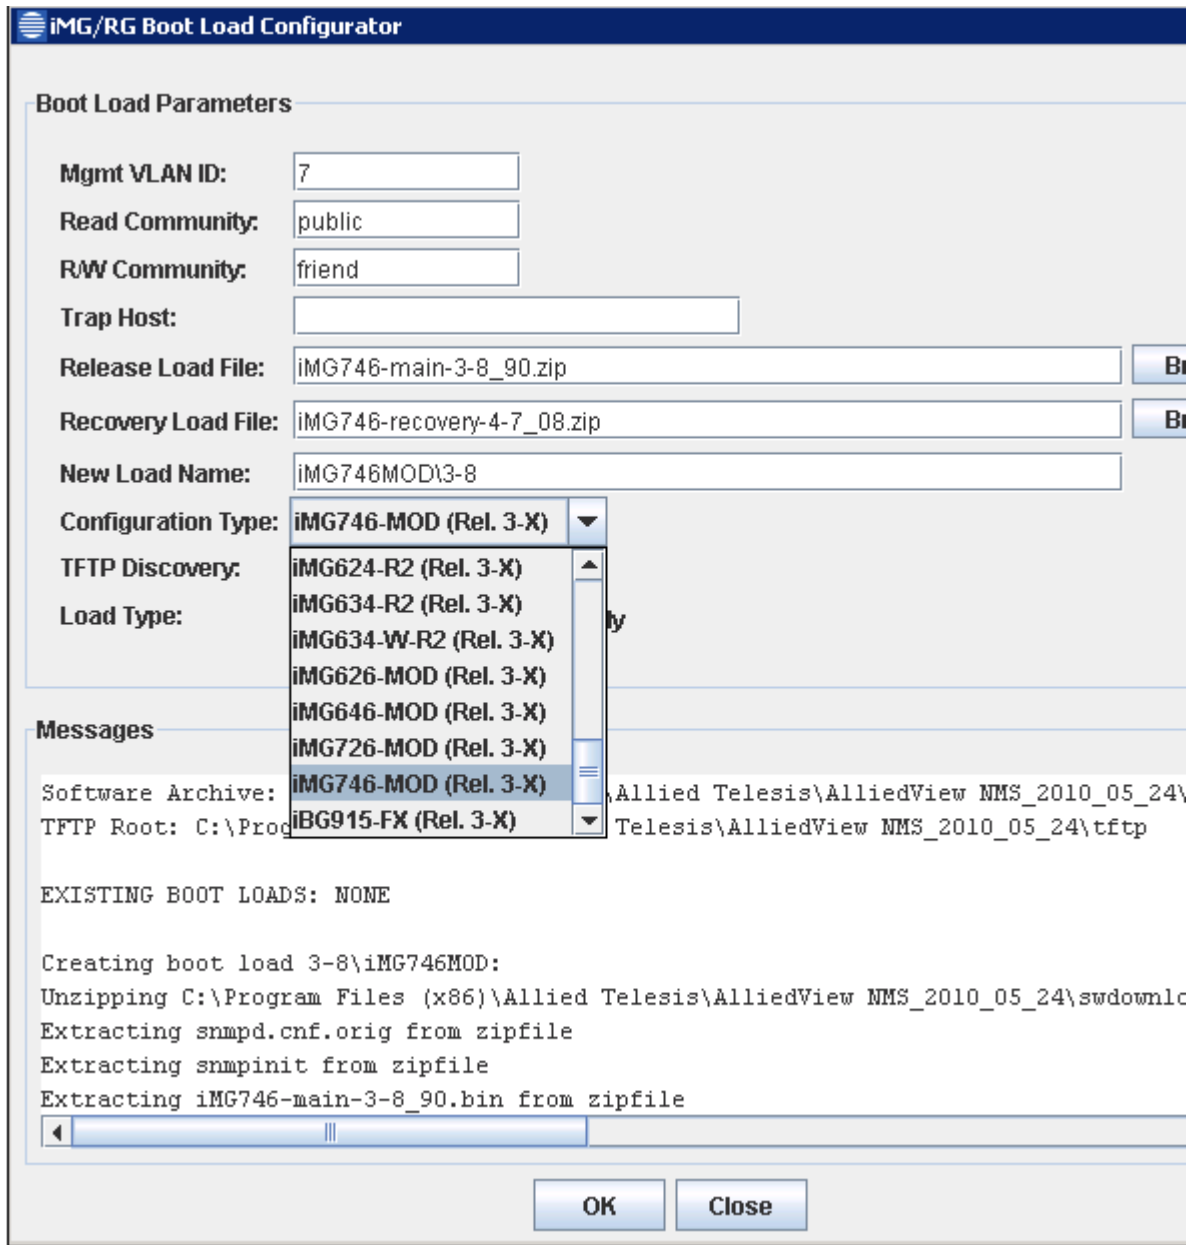 iMG/RG Boot Load Configurator
Boot Load Parameters
Mgmt VLAN ID: 7
Read Community: public
R/W Community: friend
Trap Host:
Release Load File: iMG746-main-3-8_90.zip
Recovery Load File: iMG746-recovery-4-7_08.zip
New Load Name: iMG746MOD\3-8
Configuration Type: iMG746-MOD (Rel. 3-X)
TFTP Discovery: iMG624-R2 (Rel. 3-X)
iMG634-R2 (Rel. 3-X)
Load Type:
iMG634-W-R2 (Rel. 3-X)
iMG626-MOD (Rel. 3-X)
iMG646-MOD (Rel. 3-X)
iMG726-MOD (Rel. 3-X)
iMG746-MOD (Rel. 3-X)
iBG915-FX (Rel. 3-X)
Messages
Software Archive: \Allied Telesis\AlliedView NMS_2010_05_24\
TFTP Root: C:\Prog Telesis\AlliedView NMS_2010_05_24\tftp
EXISTING BOOT LOADS: NONE
Creating boot load 3-8\iMG746MOD:
Unzipping C:\Program Files (x86)\Allied Telesis\AlliedView NMS_2010_05_24\swdownlo
Extracting snmpd.cnf.orig from zipfile
Extracting snmpinit from zipfile
Extracting iMG746-main-3-8_90.bin from zipfile
OK Close